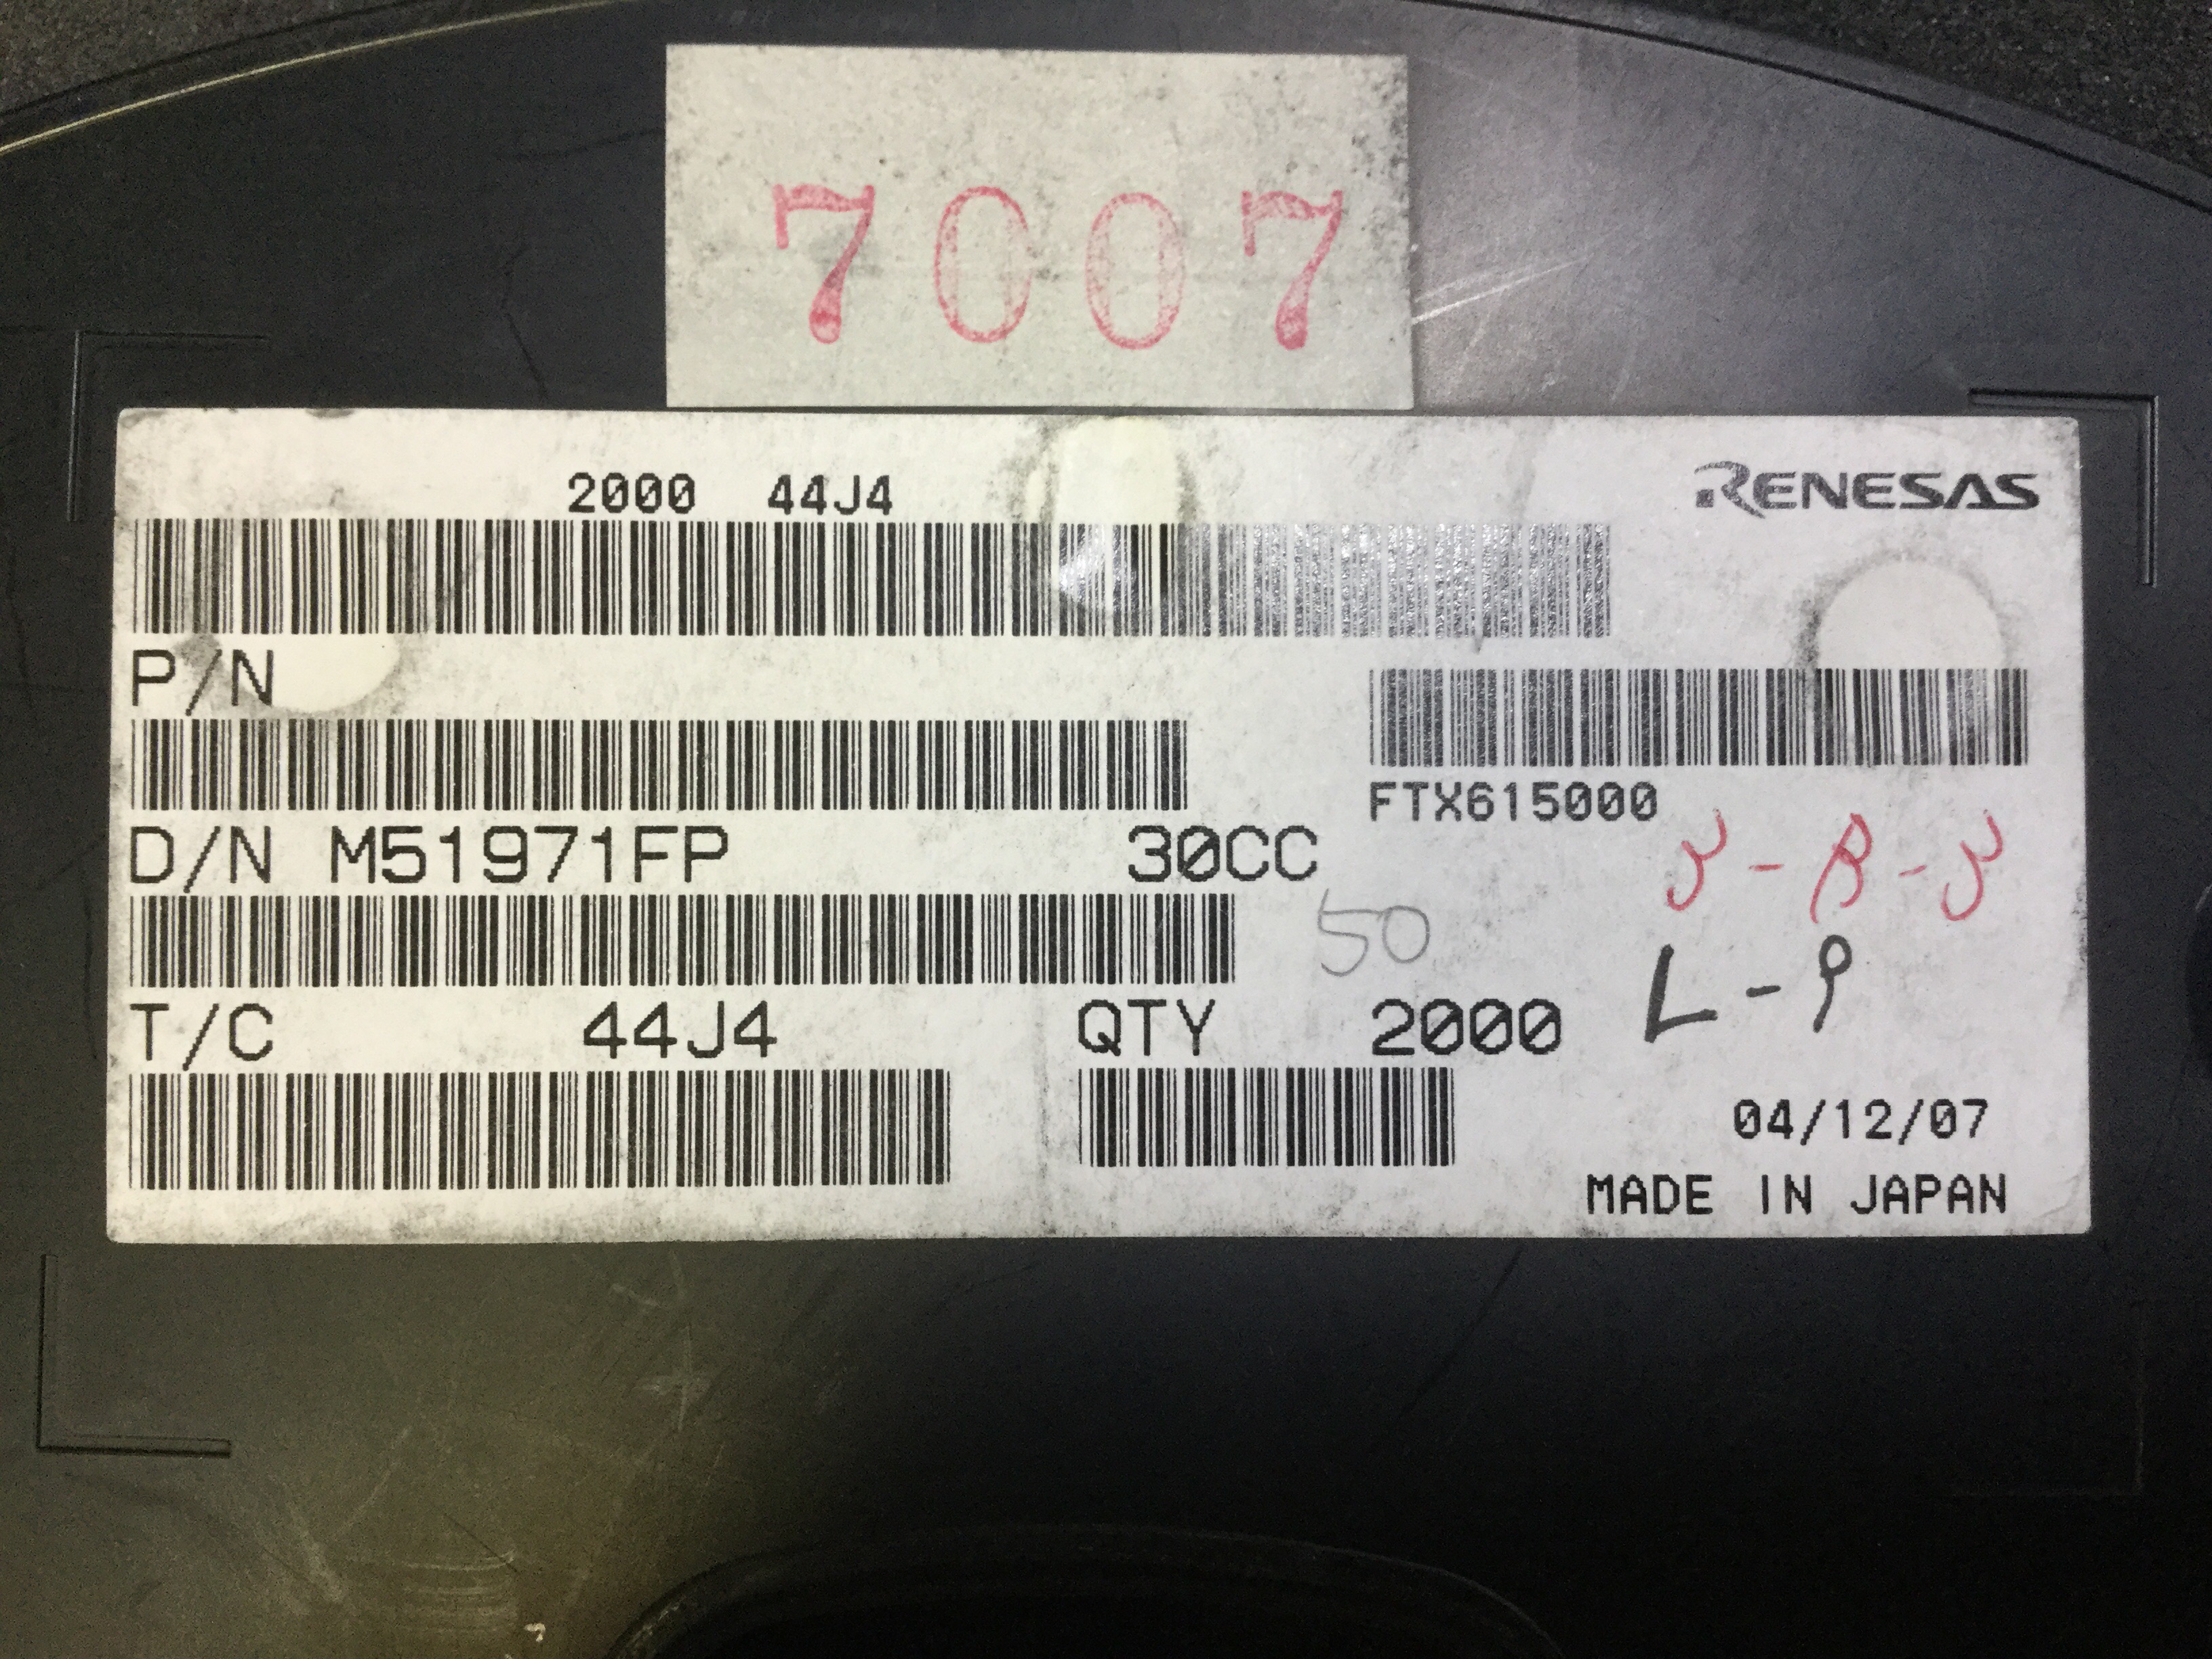 7007
2000 44J4
RENESAS
P/N
FTX615000
D/N M51971FP 30CC
50
L-9
T/C 44J4 QTY 2000
04/12/07
MADE IN JAPAN